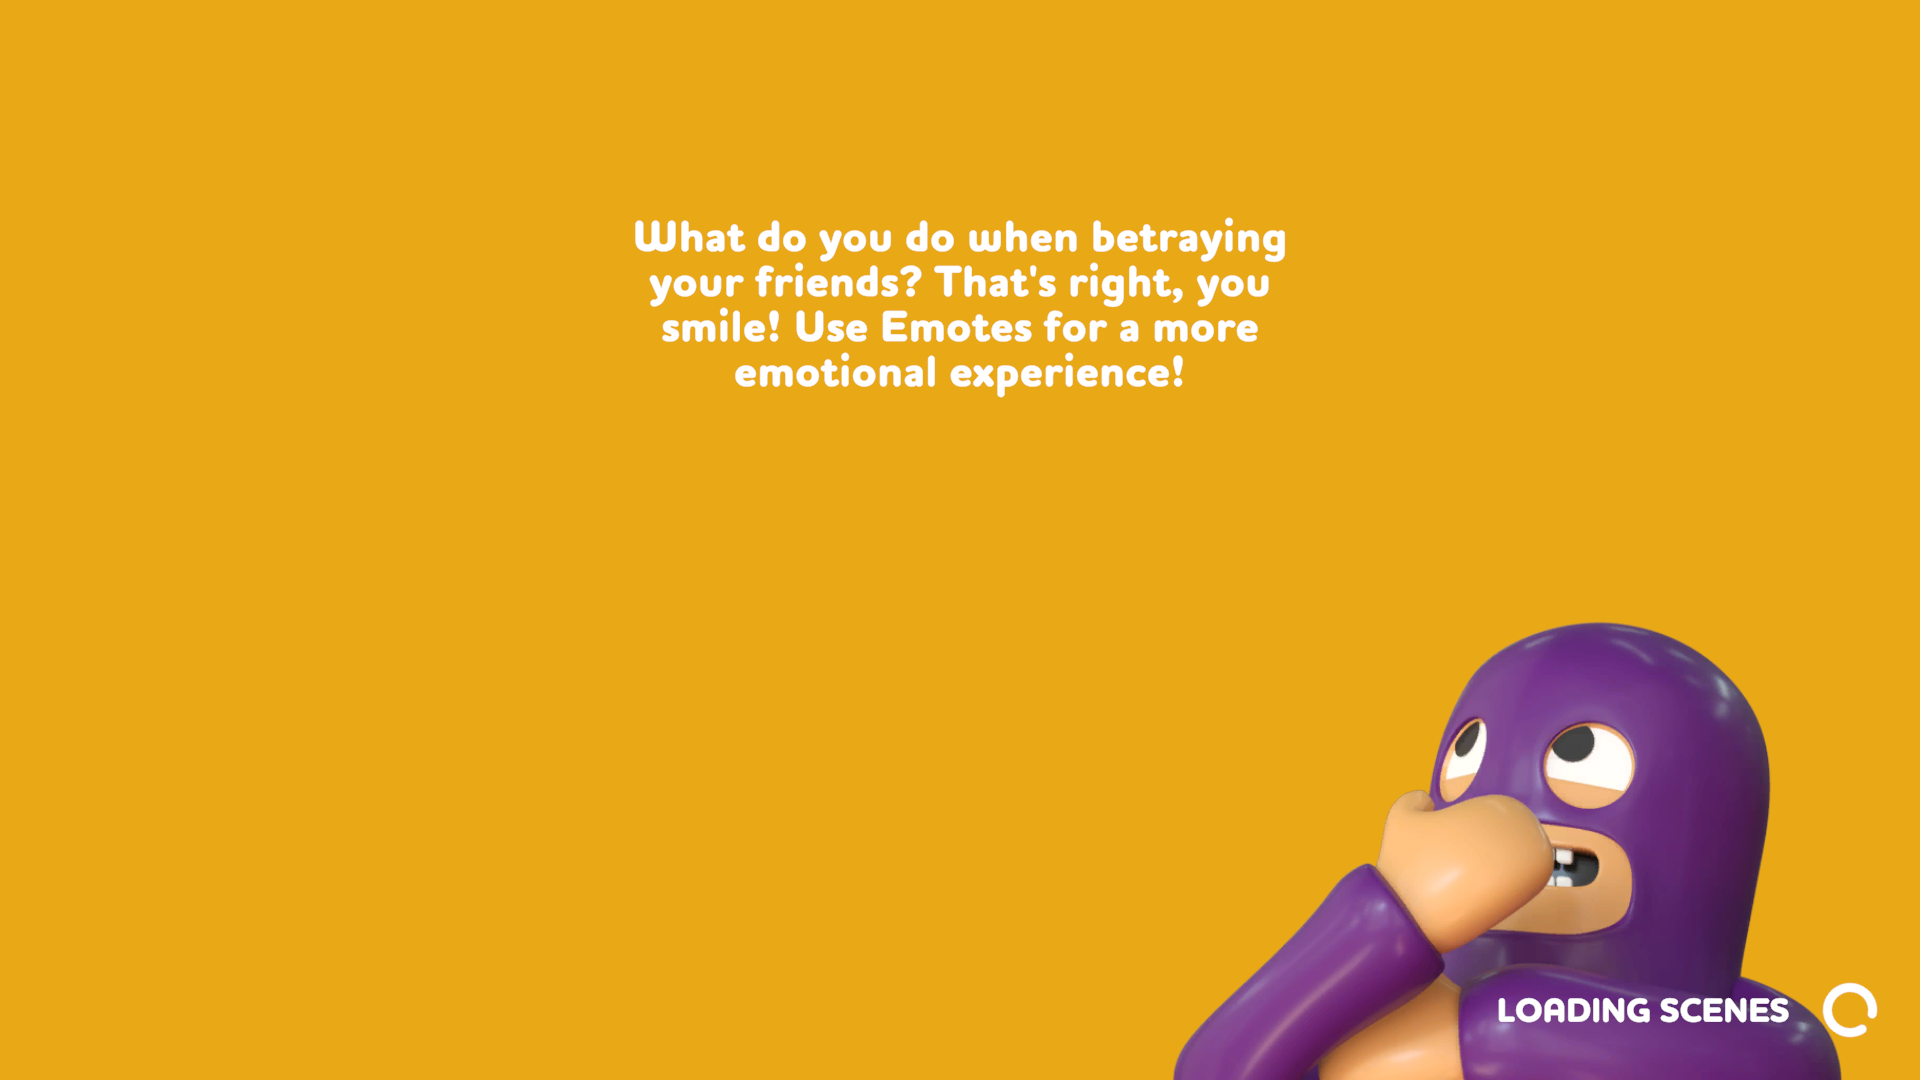 What do you do when betraying
your friends? That's right, you
smile! Use Emotes for a more
emotional experience!
LOADING SCENES